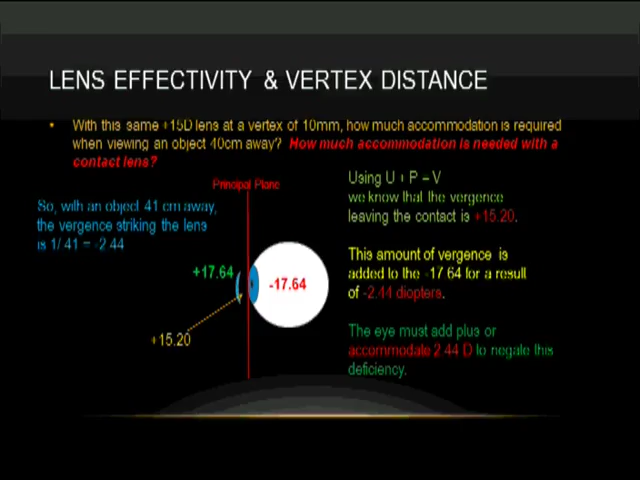 LENS EFFECTIVITY & VERTEX DISTANCE
• With this same +15D lens at a vertex of 10mm, how much accommodation is required
when viewing an object 40cm away? How much accommodation is needed with a
contact lens?
Principal Plane
So, with an object 41 cm away,
the vergence striking the lens
is 1/ 41 = -2.44
+17.64
-17.64
+15.20
Using U + P = V
we know that the vergence
leaving the contact is +15.20.
This amount of vergence is
added to the -17 64 for a result
of -2.44 diopters.
The eye must add plus or
accommodate 2.44 D to negate this
deficiency.